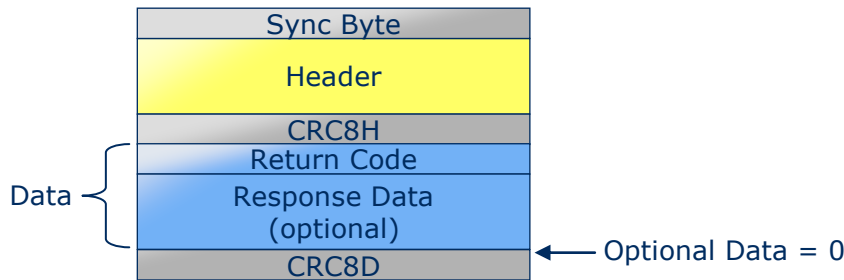 Sync Byte
Header
CRC8H
Return Code
Data
Response Data
(optional)
Optional Data = 0
CRC8D